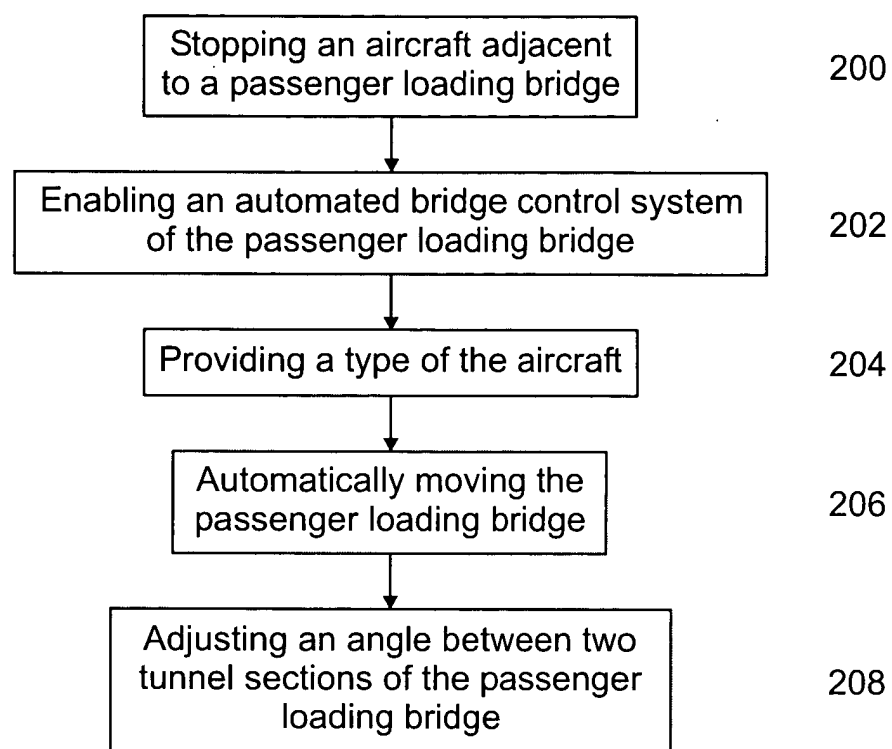 Stopping an aircraft adjacent
to a passenger loading bridge
200
Enabling an automated bridge control system
of the passenger loading bridge
202
Providing a type of the aircraft
204
Automatically moving the
passenger loading bridge
206
Adjusting an angle between two
tunnel sections of the passenger
loading bridge
208